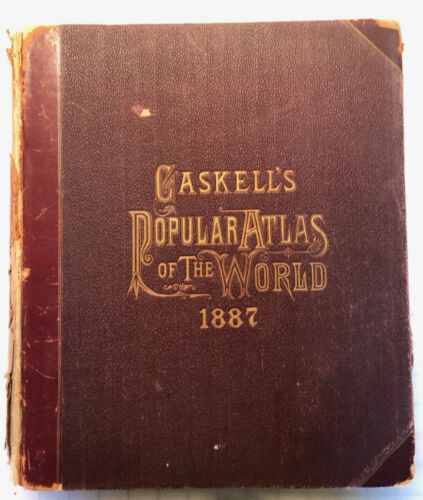 GASKELL'S
POPULAR ATLAS
OF THE WORLD
1887